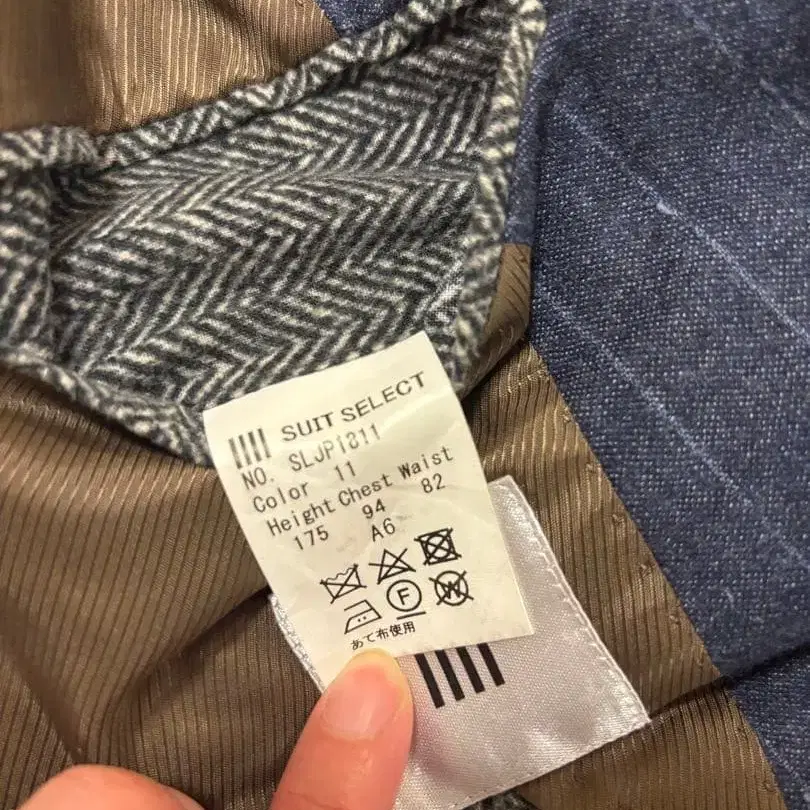 SUIT SELECT
NO. SLJP1811
Color 11
Height Chest Waist
175 94 82
A6
F
W
あて布使用